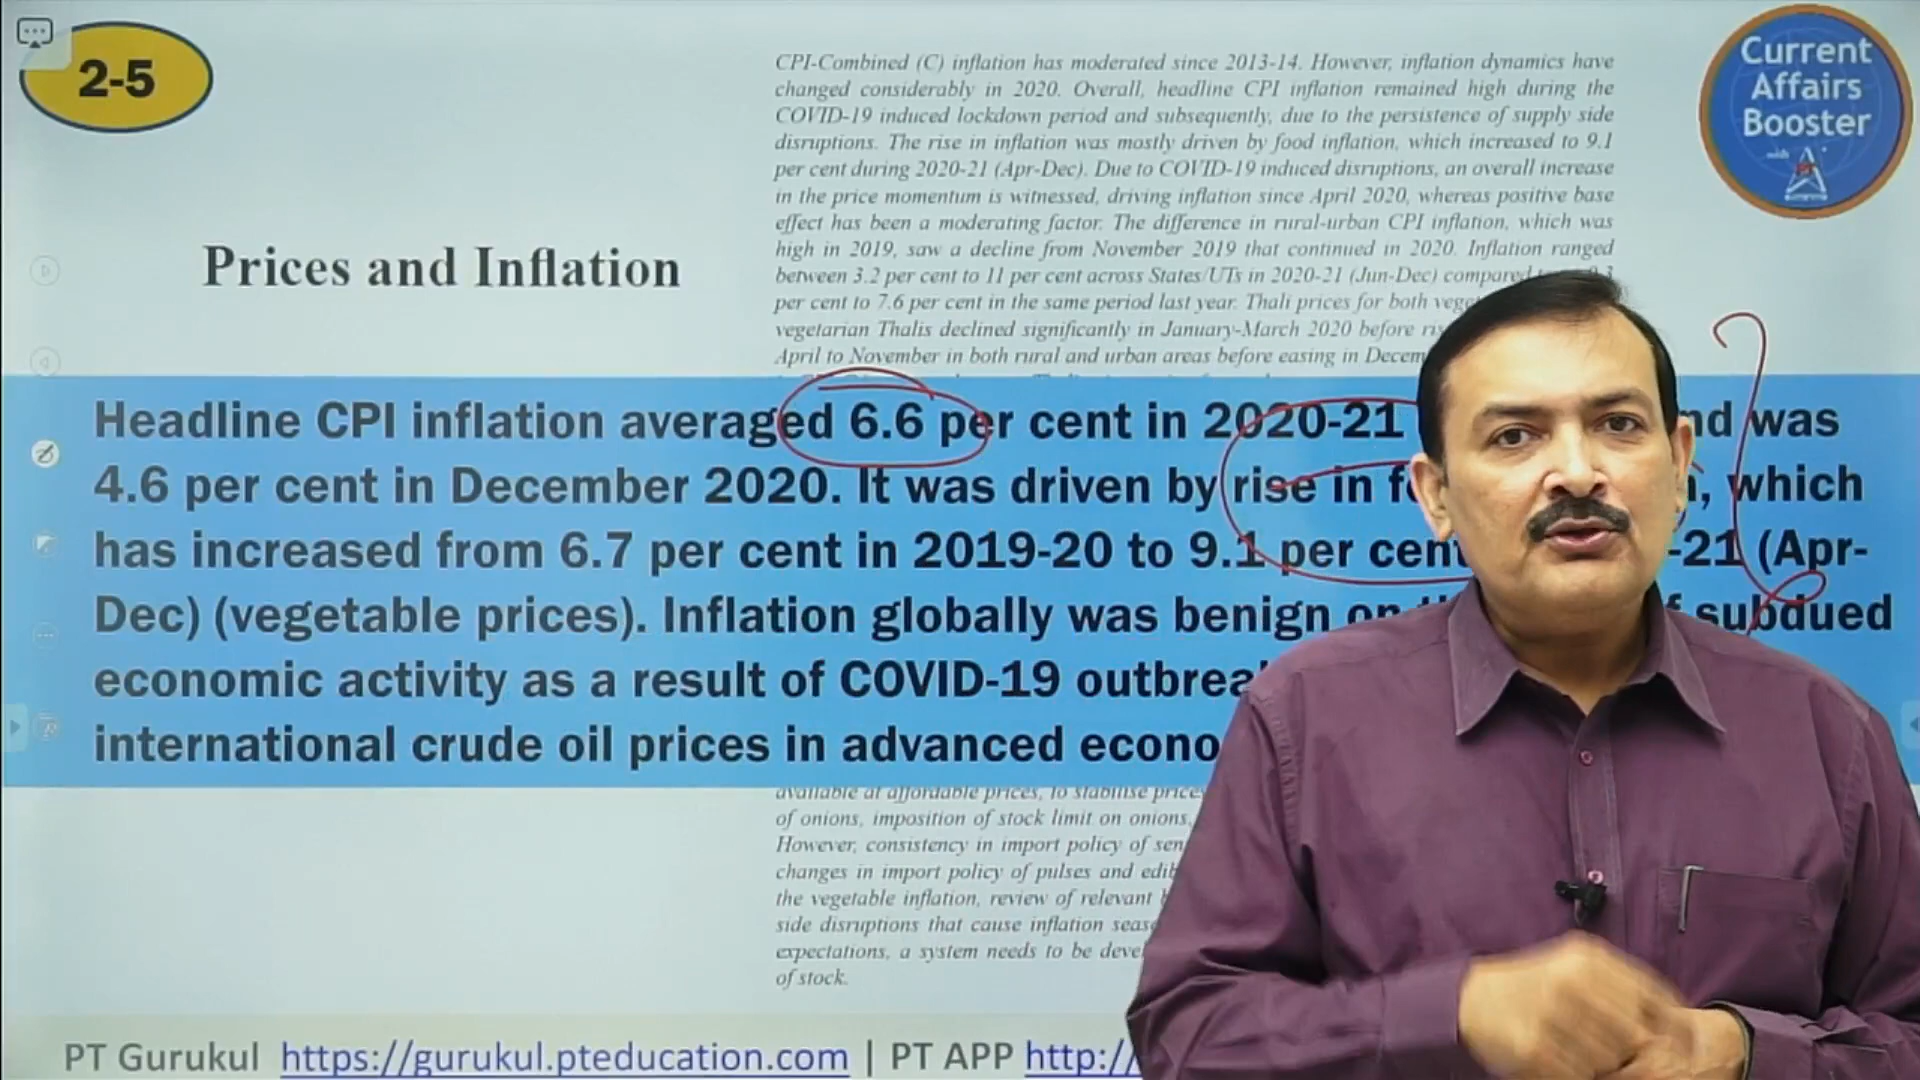 2-5
Current
Affairs
Booster
with
CPI-Combined (C) inflation has moderated since 2013-14. However, inflation dynamics have
changed considerably in 2020. Overall, headline CPI inflation remained high during the
COVID-19 induced lockdown period and subsequently, due to the persistence of supply side
disruptions. The rise in inflation was mostly driven by food inflation, which increased to 9.1
per cent during 2020-21 (Apr-Dec). Due to COVID-19 induced disruptions, an overall increase
in the price momentum is witnessed, driving inflation since April 2020, whereas positive base
effect has been a moderating factor. The difference in rural-urban CPI inflation, which was
high in 2019, saw a decline from November 2019 that continued in 2020. Inflation ranged
between 3.2 per cent to 11 per cent across States/UTs in 2020-21 (Jun-Dec) compared
per cent to 7.6 per cent in the same period last year. Thali prices for both
vegetarian Thalis declined significantly in January-March 2020 before
April to November in both rural and urban areas before easing in
Prices and Inflation
Headline CPI inflation averaged 6.6 per cent in 2020-21 was
4.6 per cent in December 2020. It was driven by rise in which
has increased from 6.7 per cent in 2019-20 to 9.1 per cent -21 (Apr-
Dec) (vegetable prices). Inflation globally was benign on subdued
economic activity as a result of COVID-19
international crude oil prices in advanced
available at affordable prices, to stabilise
of onions, imposition of stock limit on onions,
However, consistency in import policy of
changes in import policy of pulses and
the vegetable inflation, review of relevant
side disruptions that cause inflation
expectations, a system needs to be
of stock.
PT Gurukul https://gurukul.pteducation.com | PT APP http://